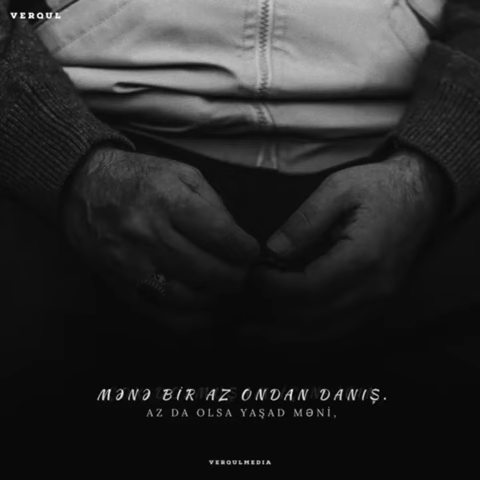 VERQUL
MƏNƏ BİR AZ ONDAN DANIŞ.
AZ DA OLSA YAŞAD MƏNİ,
VERQULMEDIA